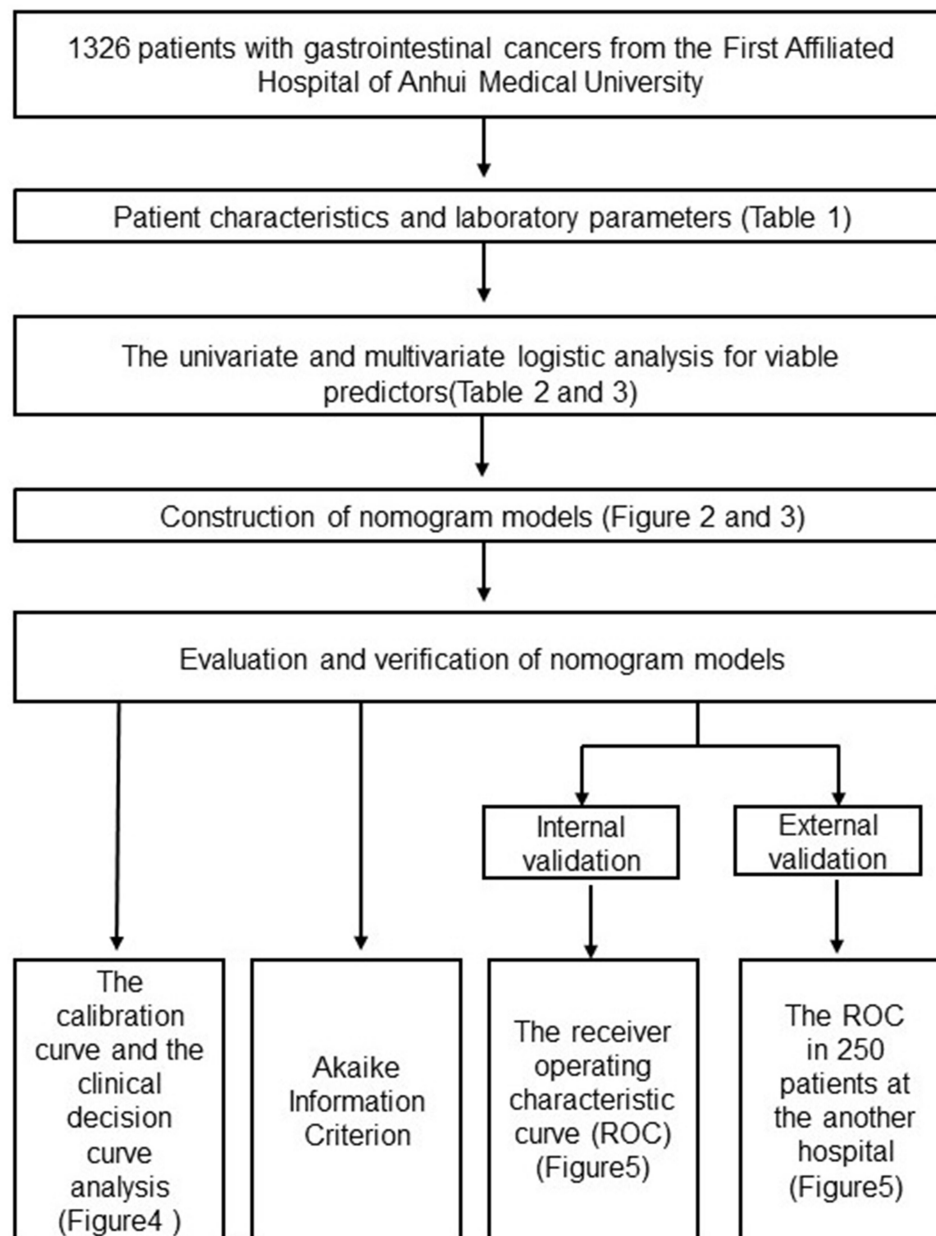 1326 patients with gastrointestinal cancers from the First Affiliated
Hospital of Anhui Medical University
Patient characteristics and laboratory parameters (Table 1)
The univariate and multivariate logistic analysis for viable
predictors(Table 2 and 3)
Construction of nomogram models (Figure 2 and 3)
Evaluation and verification of nomogram models
Internal
validation
External
validation
The
calibration
curve and the
clinical
decision
curve
analysis
(Figure4 )
Akaike
Information
Criterion
The receiver
operating
characteristic
curve (ROC)
(Figure5)
The ROC
in 250
patients at
the another
hospital
(Figure5)